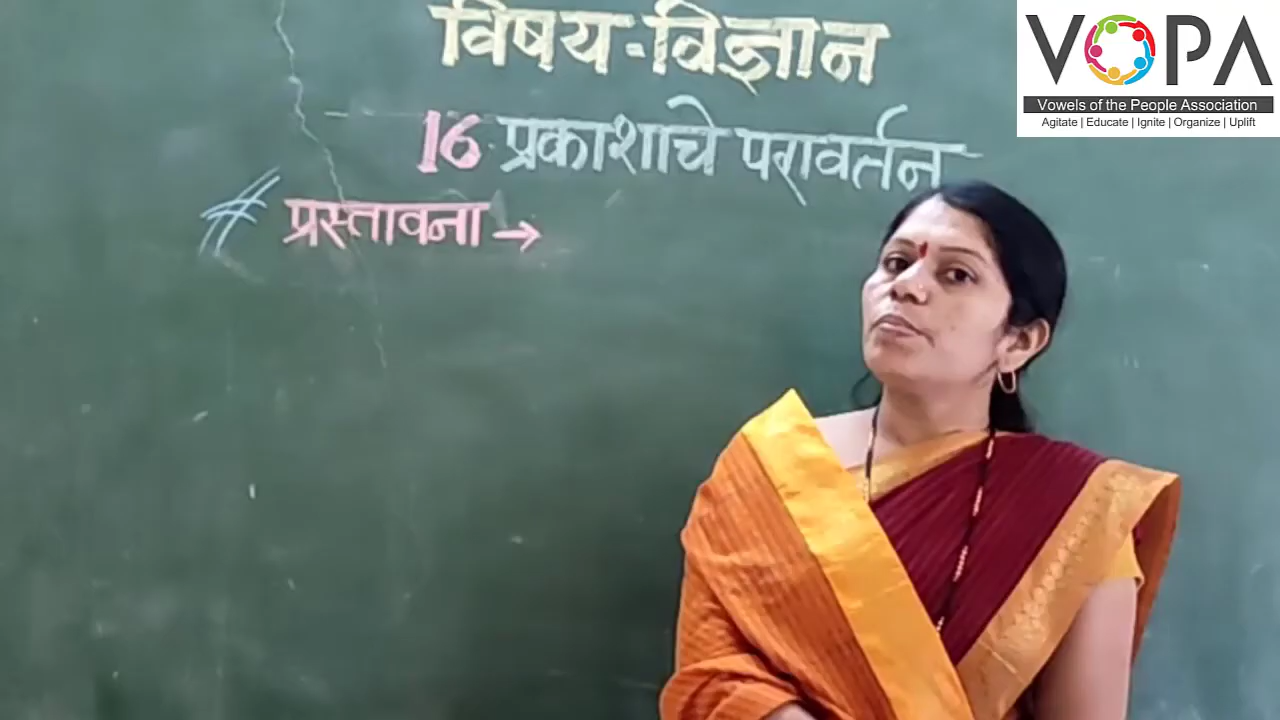 विषय - विज्ञान
16 प्रकाशाचे परावर्तन
# प्रस्तावना →
VOPA
Vowels of the People Association
Agitate | Educate | Ignite | Organize | Uplift